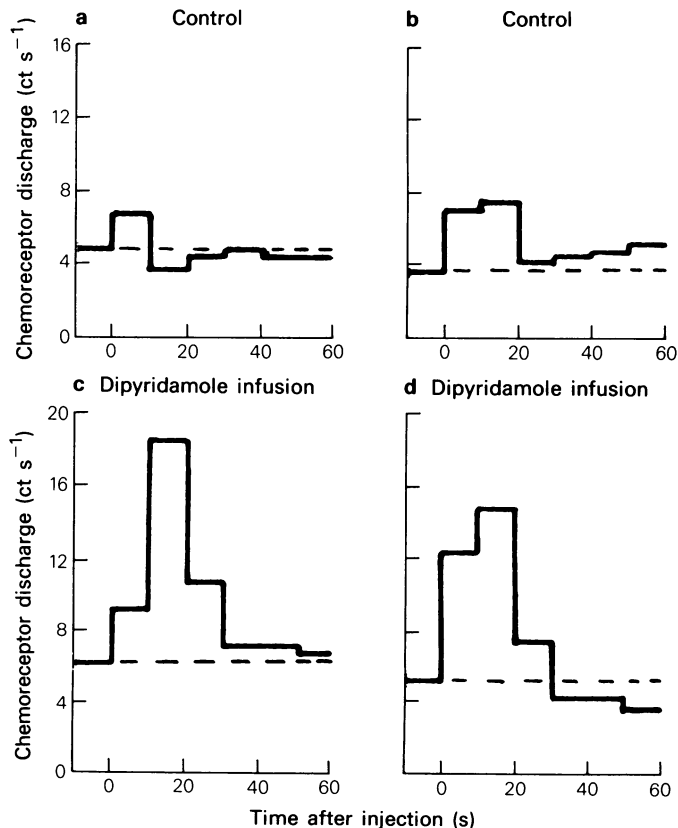 a Control
b Control
Chemoreceptor discharge (ct s⁻¹)
16
12
8
4
0
0 20 40 60
0 20 40 60
c Dipyridamole infusion
d Dipyridamole infusion
Chemoreceptor discharge (ct s⁻¹)
20
16
12
8
4
0
0 20 40 60
0 20 40 60
Time after injection (s)